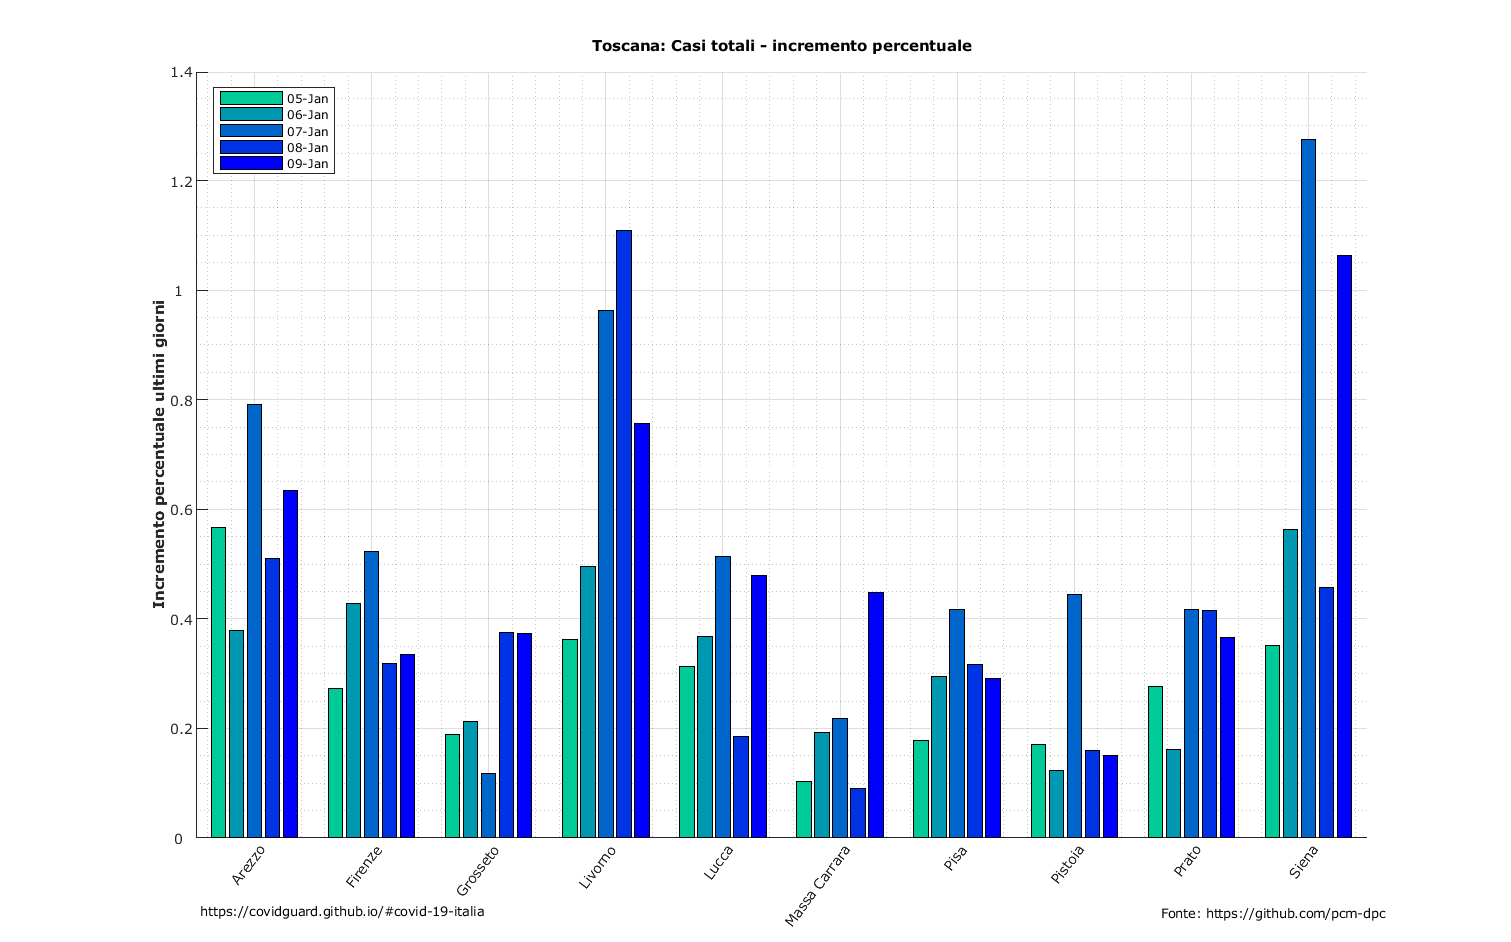 Toscana: Casi totali - incremento percentuale
1.4
1.2
1
0.8
0.6
0.4
0.2
0
Incremento percentuale ultimi giorni
05-Jan
06-Jan
07-Jan
08-Jan
09-Jan
Arezzo
Firenze
Grosseto
Livorno
Lucca
Massa Carrara
Pisa
Pistoia
Prato
Siena
https://covidguard.github.io/#covid-19-italia
Fonte: https://github.com/pcm-dpc